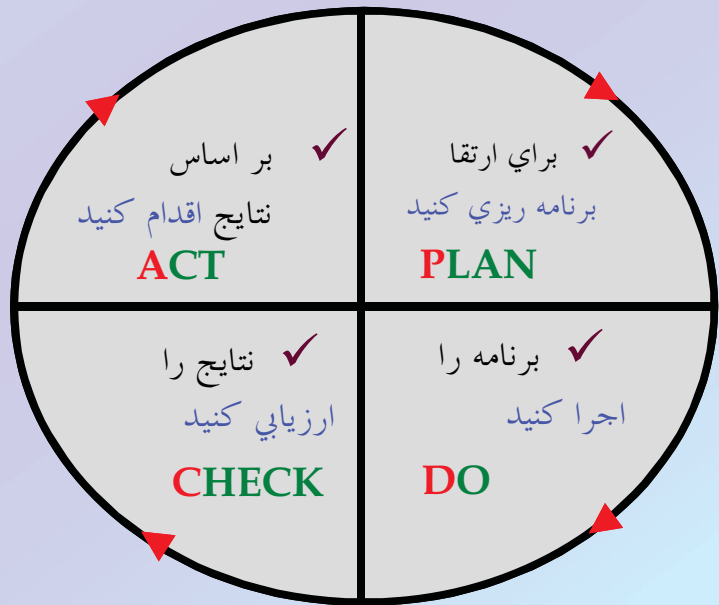 ✓ براي ارتقا
برنامه ريزي كنيد
PLAN
✓ برنامه را
اجرا كنيد
DO
✓ نتايج را
ارزيابي كنيد
CHECK
✓ بر اساس
نتايج اقدام كنيد
ACT